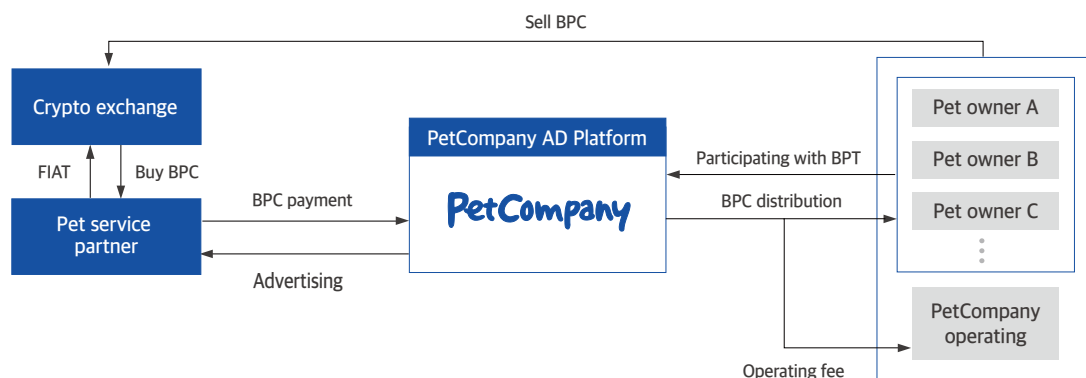 Sell BPC
Crypto exchange
FIAT
Buy BPC
Pet service
partner
BPC payment
Advertising
PetCompany AD Platform
PetCompany
Participating with BPT
BPC distribution
Pet owner A
Pet owner B
Pet owner C
PetCompany
operating
Operating fee